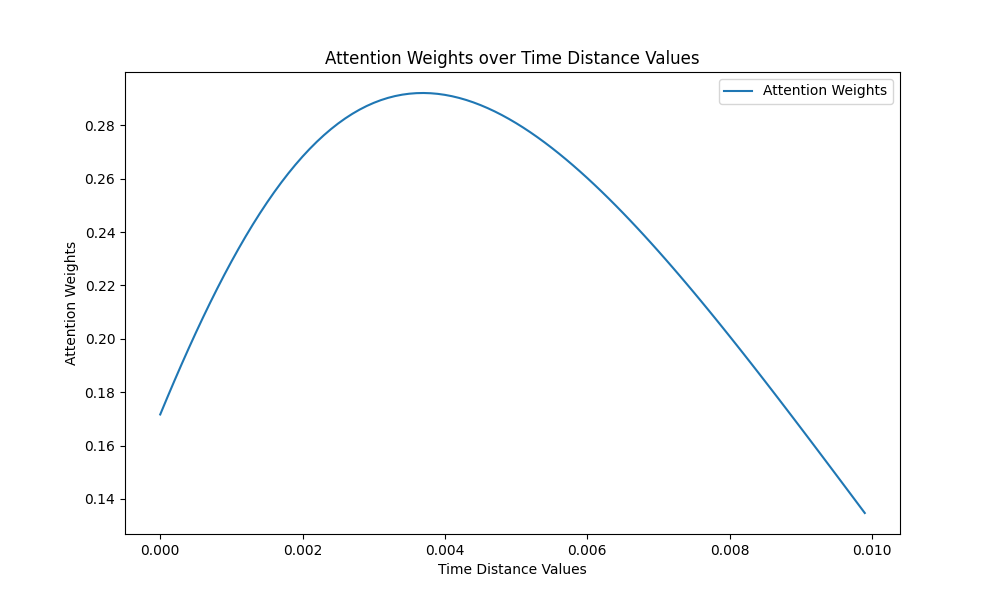 Attention Weights over Time Distance Values
Attention Weights
0.28
0.26
0.24
0.22
0.20
0.18
0.16
0.14
Attention Weights
0.000 0.002 0.004 0.006 0.008 0.010
Time Distance Values